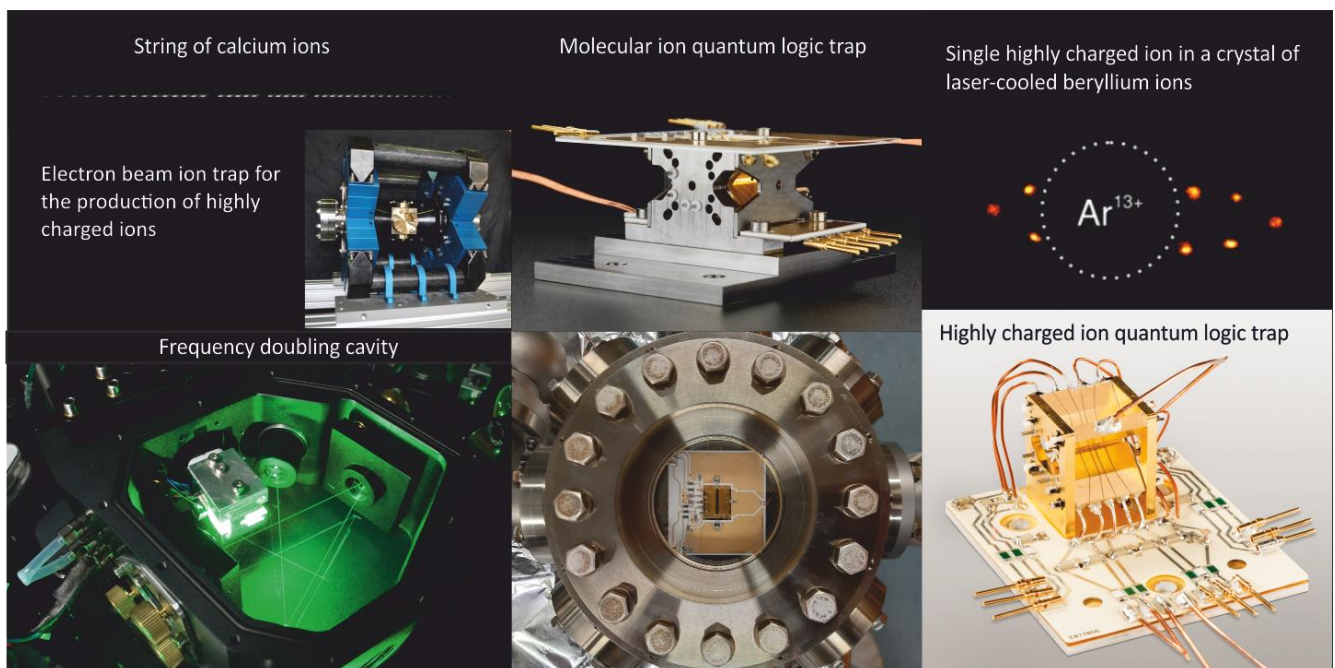 String of calcium ions
Electron beam ion trap for
the production of highly
charged ions
Molecular ion quantum logic trap
Single highly charged ion in a crystal of
laser-cooled beryllium ions
Ar13+
Frequency doubling cavity
Highly charged ion quantum logic trap